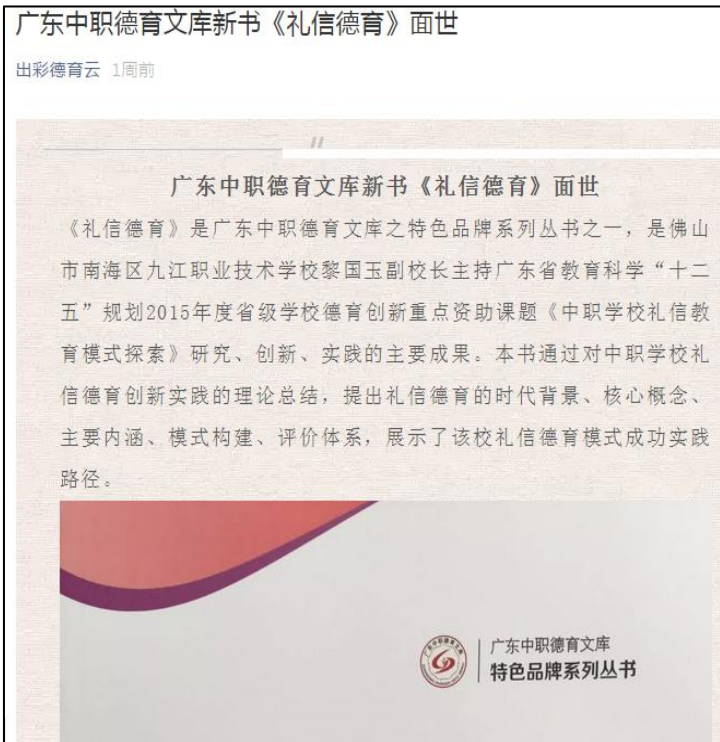 广东中职德育文库新书《礼信德育》面世
出彩德育云 1周前
广东中职德育文库新书《礼信德育》面世
《礼信德育》是广东中职德育文库之特色品牌系列丛书之一，是佛山
市南海区九江职业技术学校黎国玉副校长主持广东省教育科学“十二
五”规划2015年度省级学校德育创新重点资助课题《中职学校礼信教
育模式探索》研究、创新、实践的主要成果。本书通过对中职学校礼
信德育创新实践的理论总结，提出礼信德育的时代背景、核心概念、
主要内涵、模式构建、评价体系，展示了该校礼信德育模式成功实践
路径。
广东中职德育文库
特色品牌系列丛书